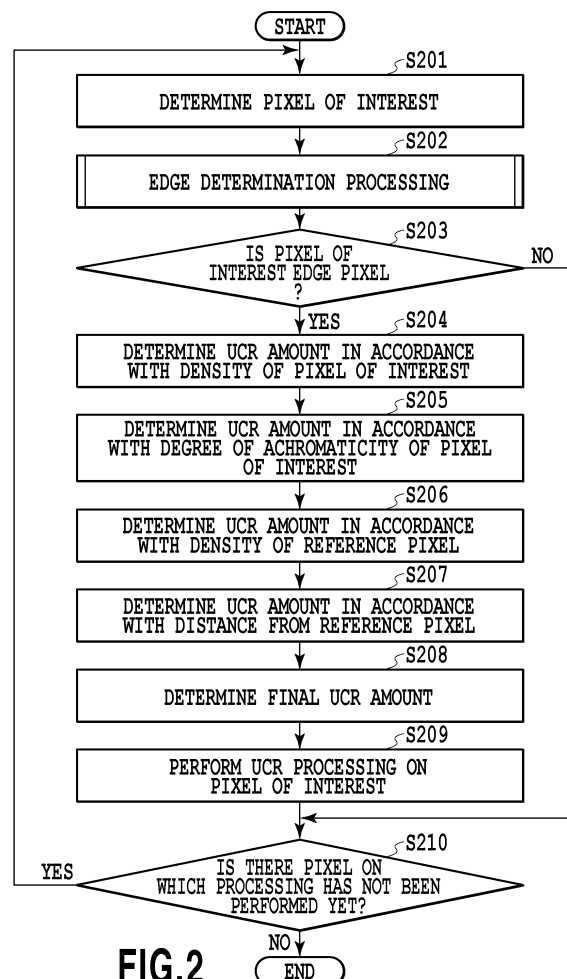 START
S201
DETERMINE PIXEL OF INTEREST
S202
EDGE DETERMINATION PROCESSING
S203
IS PIXEL OF
INTEREST EDGE PIXEL
?
NO
YES
S204
DETERMINE UCR AMOUNT IN ACCORDANCE
WITH DENSITY OF PIXEL OF INTEREST
S205
DETERMINE UCR AMOUNT IN ACCORDANCE
WITH DEGREE OF ACHROMATICITY OF PIXEL
OF INTEREST
S206
DETERMINE UCR AMOUNT IN ACCORDANCE
WITH DENSITY OF REFERENCE PIXEL
S207
DETERMINE UCR AMOUNT IN ACCORDANCE
WITH DISTANCE FROM REFERENCE PIXEL
S208
DETERMINE FINAL UCR AMOUNT
S209
PERFORM UCR PROCESSING ON
PIXEL OF INTEREST
S210
YES
IS THERE PIXEL ON
WHICH PROCESSING HAS NOT BEEN
PERFORMED YET?
NO
END
FIG.2